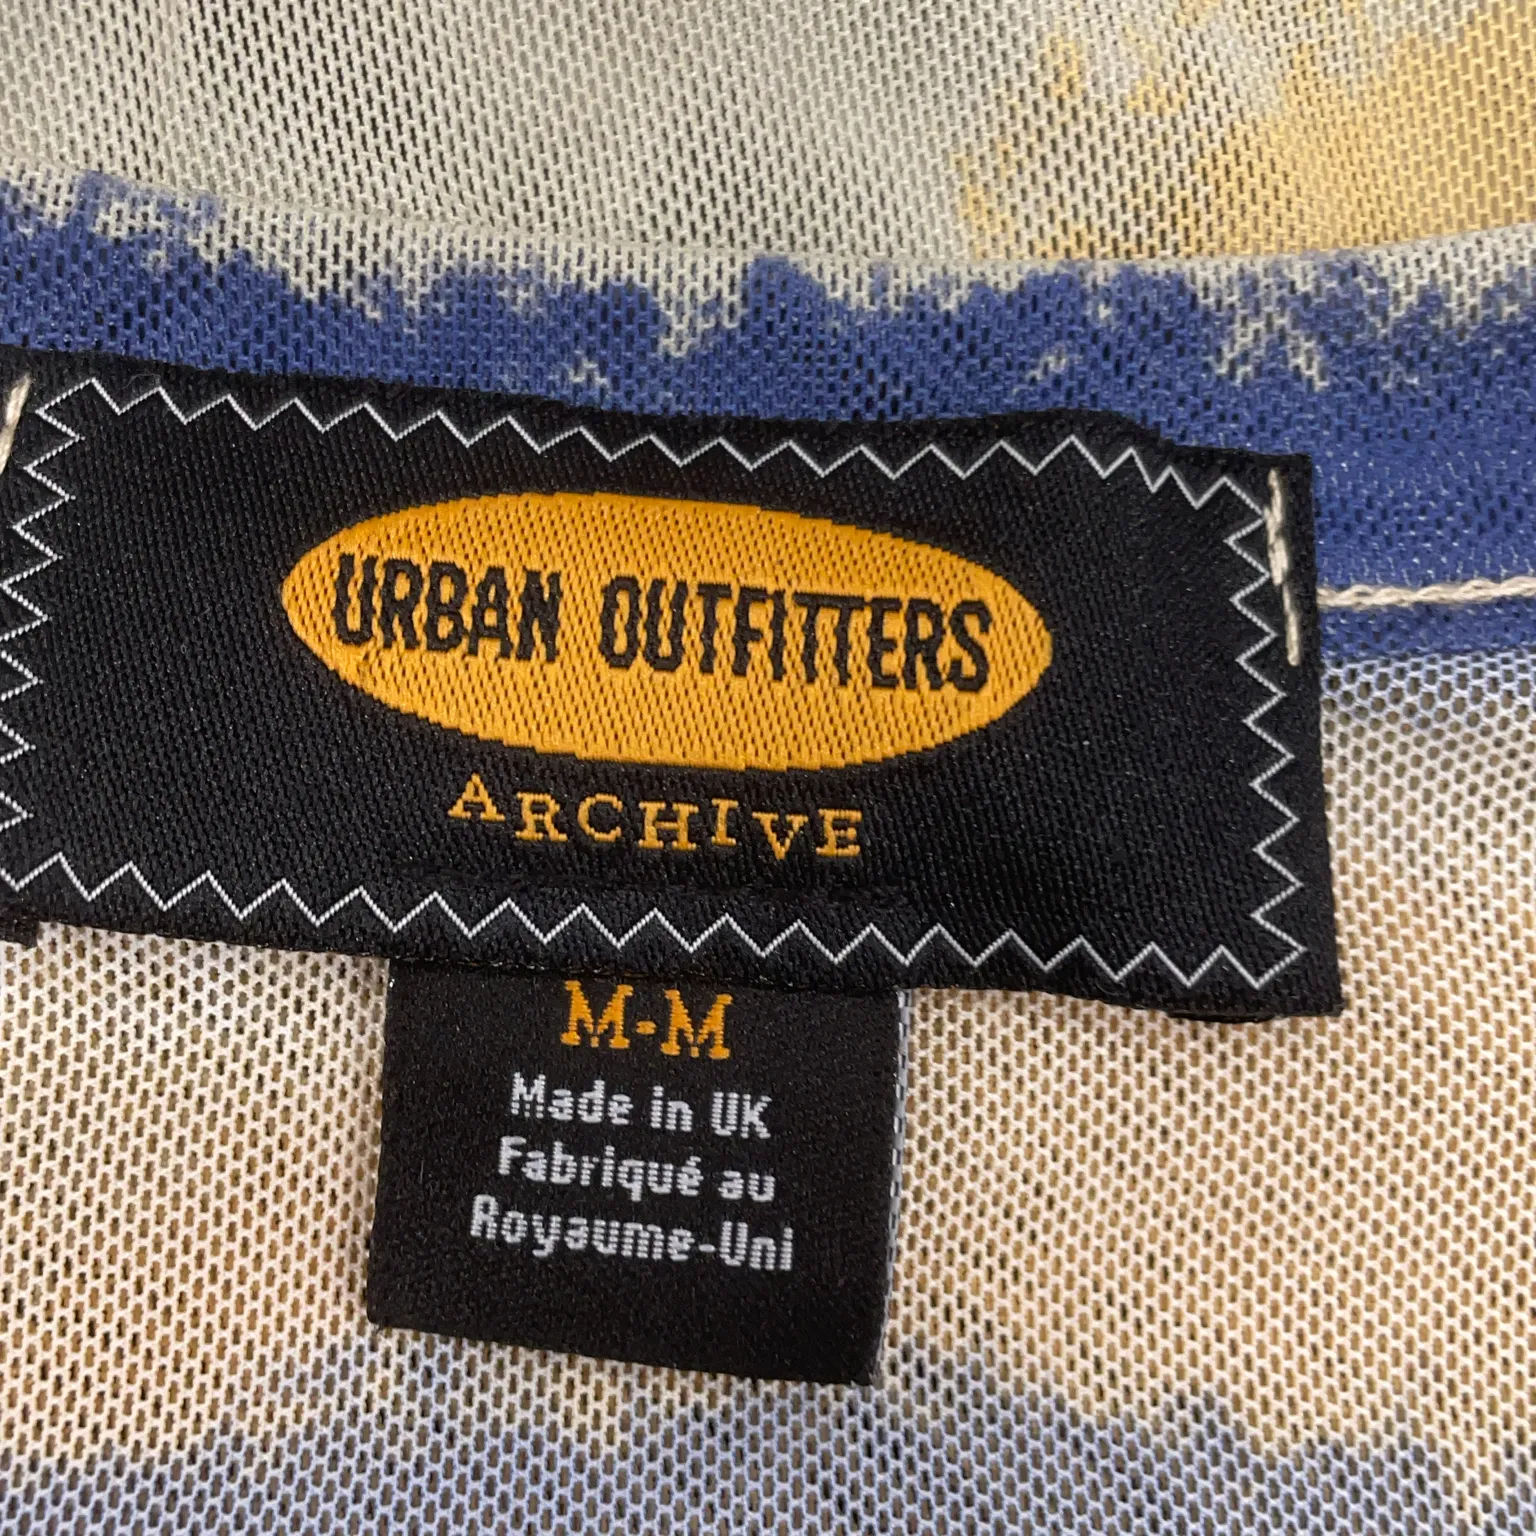 URBAN OUTFITTERS
ARCHIVE
M-M
Made in UK
Fabriqué au
Royaume-Uni